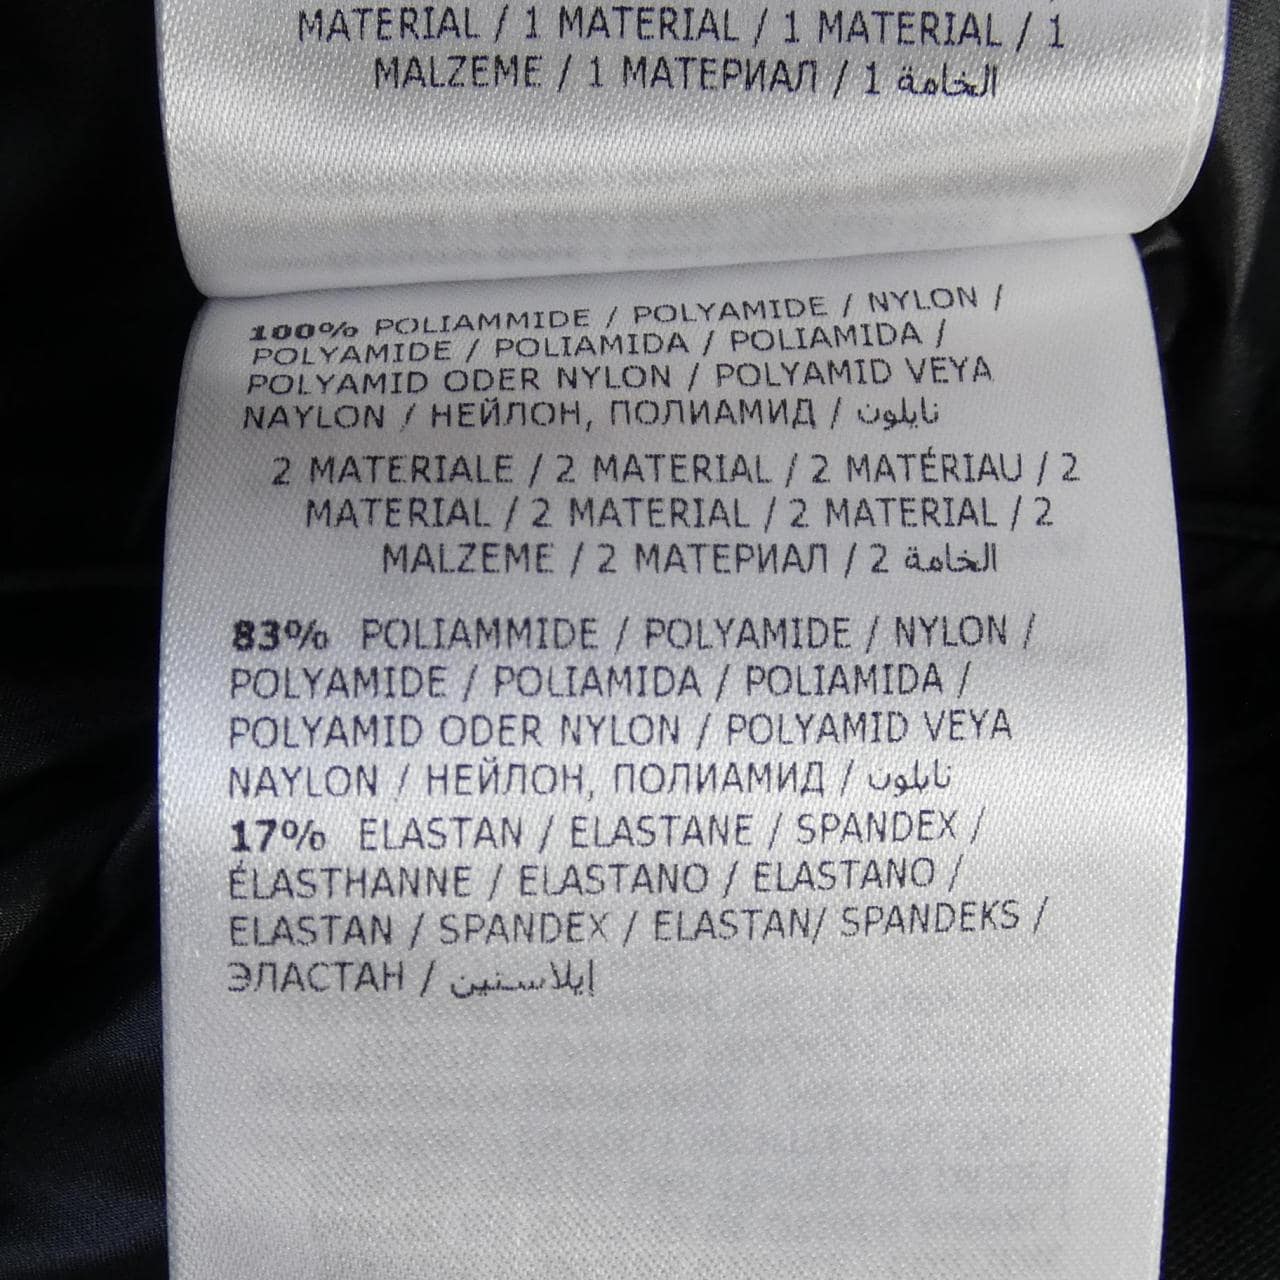 MATERIAL / 1 MATERIAL / 1 MATERIAL / 1
MALZEME / 1 МАТЕРИАЛ / 1 الخامة
100% POLIAMMIDE / POLYAMIDE / NYLON /
POLYAMIDE / POLIAMIDA / POLIAMIDA /
POLYAMID ODER NYLON / POLYAMID VEYA
NAYLON / НЕЙЛОН, ПОЛИАМИД / نايلون
2 MATERIALE / 2 MATERIAL / 2 MATÉRIAU / 2
MATERIAL / 2 MATERIAL / 2 MATERIAL / 2
MALZEME / 2 МАТЕРИАЛ / 2 الخامة
83% POLIAMMIDE / POLYAMIDE / NYLON /
POLYAMIDE / POLIAMIDA / POLIAMIDA /
POLYAMID ODER NYLON / POLYAMID VEYA
NAYLON / НЕЙЛОН, ПОЛИАМИД / نايلون
17% ELASTAN / ELASTANE / SPANDEX /
ÉLASTHANNE / ELASTANO / ELASTANO /
ELASTAN / SPANDEX / ELASTAN/ SPANDEKS /
ЭЛАСТАН / إيلاستين